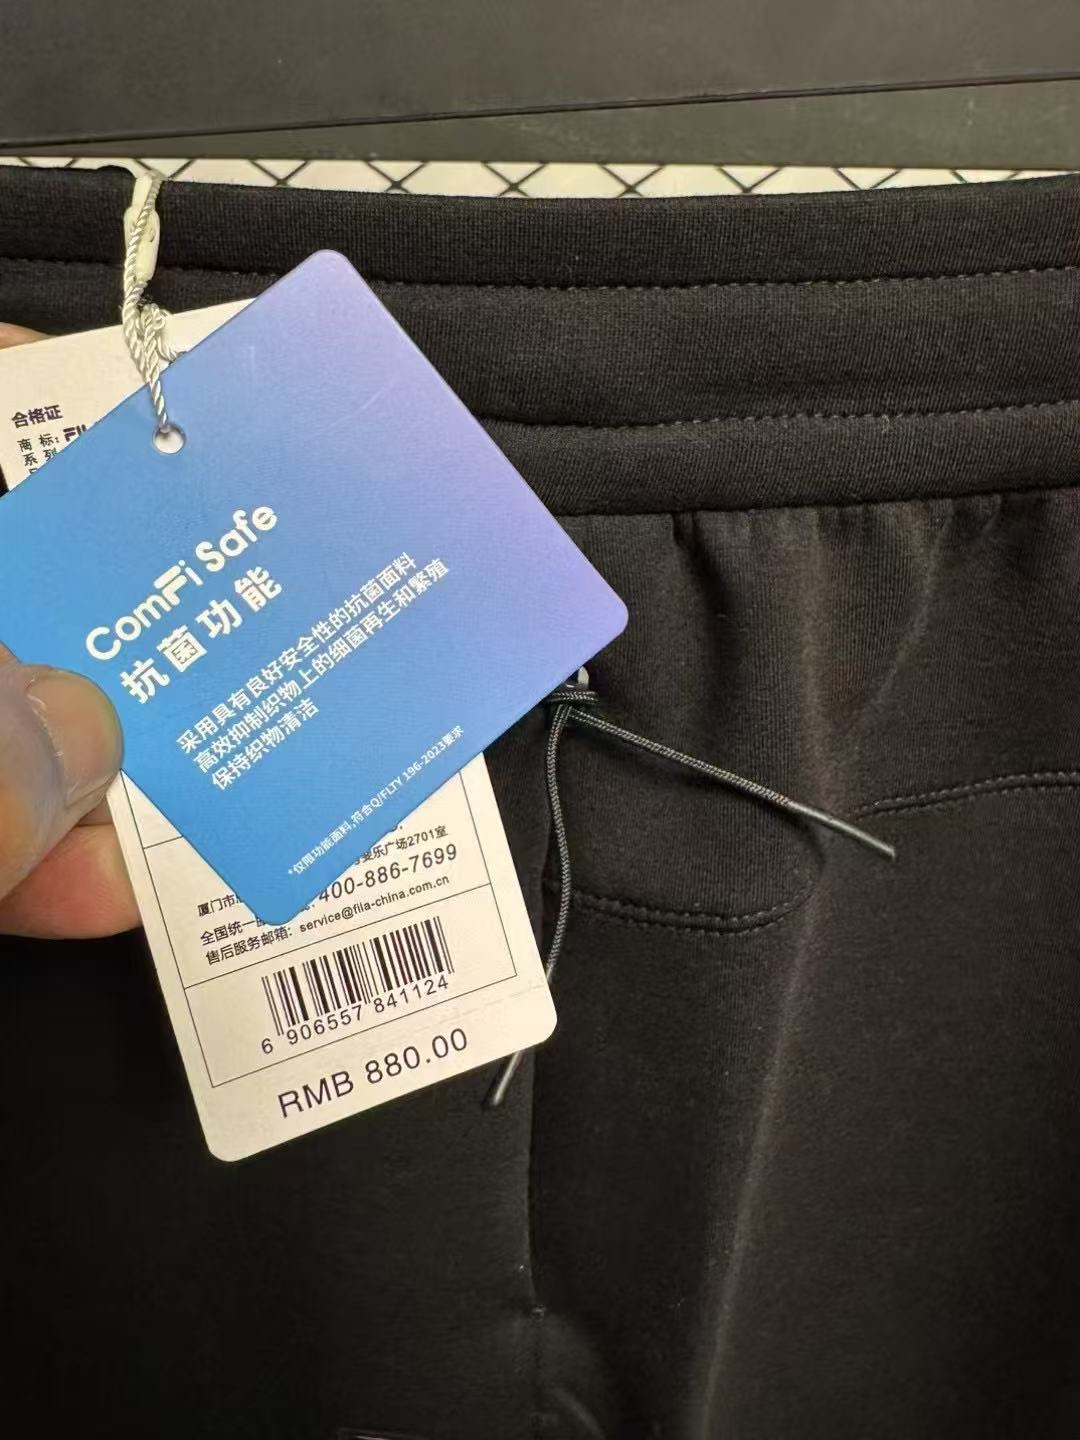 合格证
商 标：FILA
系 列
ComFi Safe
抗菌功能
采用具有良好安全性的抗菌面料
高效抑制织物上的细菌再生和繁殖
保持织物清洁
*仅限功能面料,符合Q/FLTY 196-2023要求
乐广场2701室
厦门市
全国统一 400-886-7699
售后服务邮箱：service@fila-china.com.cn
6 906557 841124
RMB 880.00